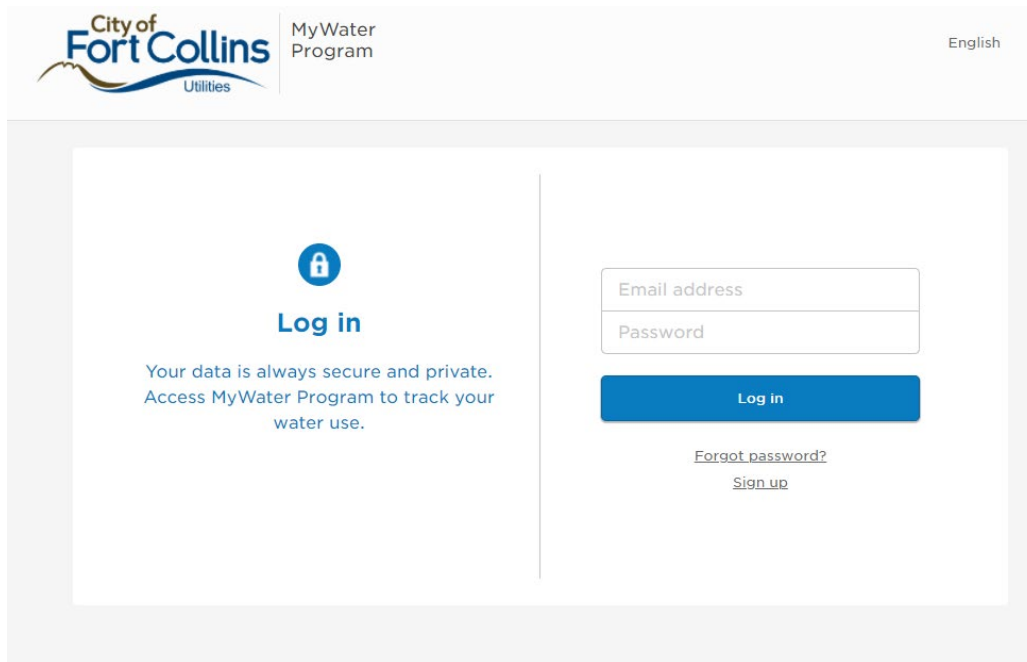 City of
Fort Collins
Utilities
MyWater
Program
English
Log in
Your data is always secure and private.
Access MyWater Program to track your
water use.
Email address
Password
Log in
Forgot password?
Sign up